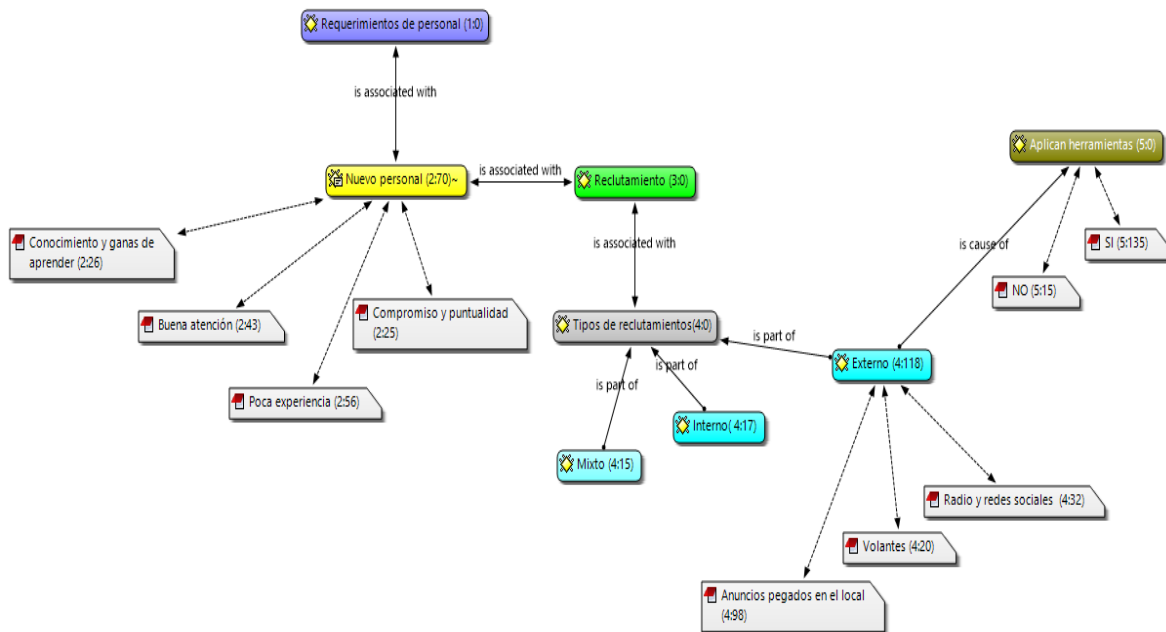 Requerimientos de personal (1:0)
is associated with
Aplican herramientas (5:0)
is associated with
Nuevo personal (2:70)~
Reclutamiento (3:0)
Conocimiento y ganas de
aprender (2:26)
is associated with
is cause of
SI (5:135)
NO (5:15)
Buena atención (2:43)
Compromiso y puntualidad
(2:25)
Tipos de reclutamientos(4:0)
is part of
Externo (4:118)
is part of
is part of
Poca experiencia (2:56)
Interno( 4:17)
Mixto (4:15)
Radio y redes sociales (4:32)
Volantes (4:20)
Anuncios pegados en el local
(4:98)